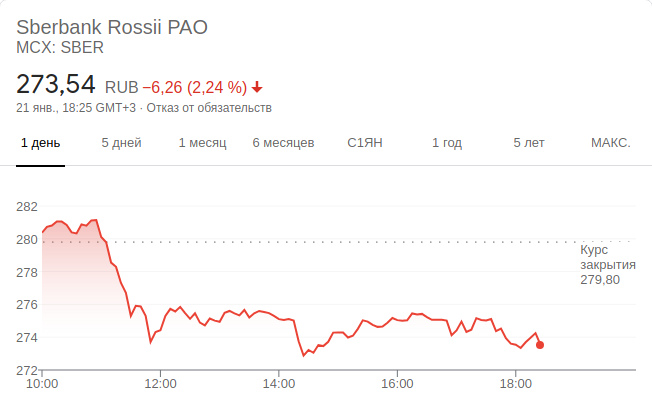 Sberbank Rossii PAO
MCX: SBER
273,54 RUB −6,26 (2,24 %)
21 янв., 18:25 GMT+3 · Отказ от обязательств
1 день 5 дней 1 месяц 6 месяцев С1ЯН 1 год 5 лет МАКС.
282
280
278
276
274
272
Курс
закрытия
279,80
10:00 12:00 14:00 16:00 18:00